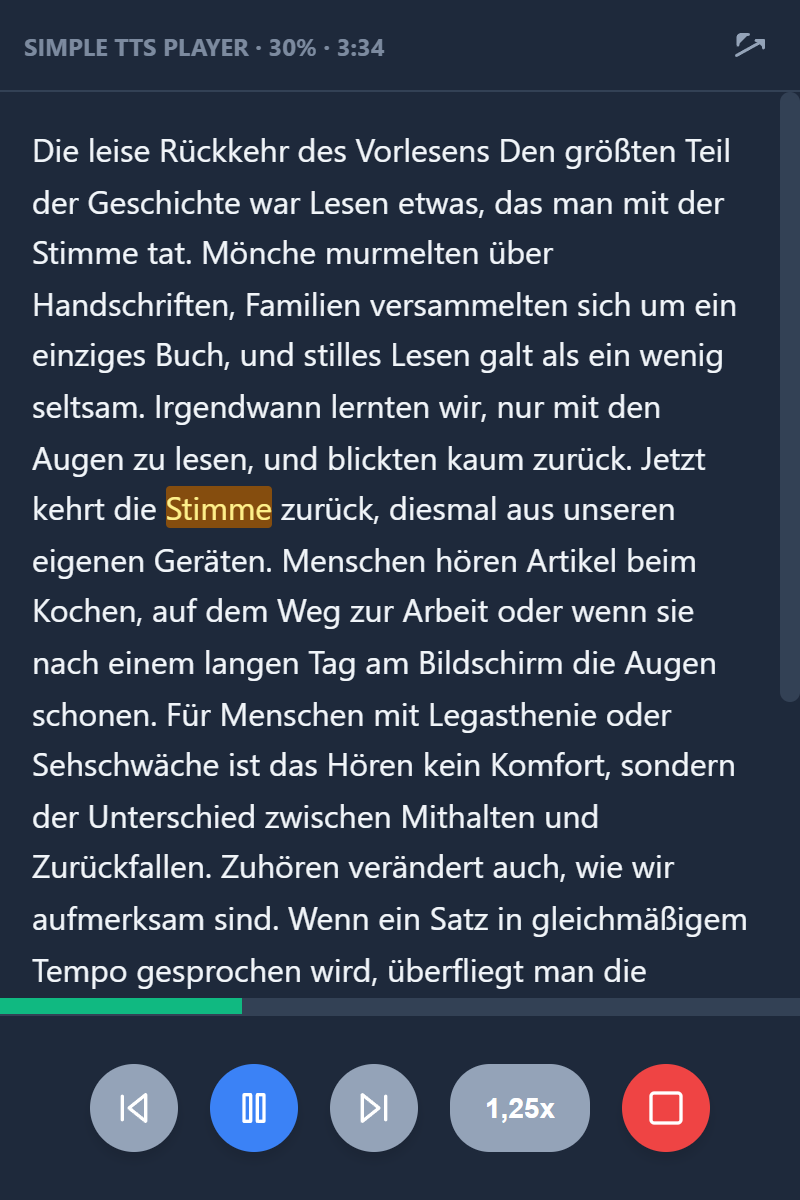 SIMPLE TTS PLAYER · 30% · 3:34
Die leise Rückkehr des Vorlesens Den größten Teil
der Geschichte war Lesen etwas, das man mit der
Stimme tat. Mönche murmelten über
Handschriften, Familien versammelten sich um ein
einziges Buch, und stilles Lesen galt als ein wenig
seltsam. Irgendwann lernten wir, nur mit den
Augen zu lesen, und blickten kaum zurück. Jetzt
kehrt die Stimme zurück, diesmal aus unseren
eigenen Geräten. Menschen hören Artikel beim
Kochen, auf dem Weg zur Arbeit oder wenn sie
nach einem langen Tag am Bildschirm die Augen
schonen. Für Menschen mit Legasthenie oder
Sehschwäche ist das Hören kein Komfort, sondern
der Unterschied zwischen Mithalten und
Zurückfallen. Zuhören verändert auch, wie wir
aufmerksam sind. Wenn ein Satz in gleichmäßigem
Tempo gesprochen wird, überfliegt man die
1,25x